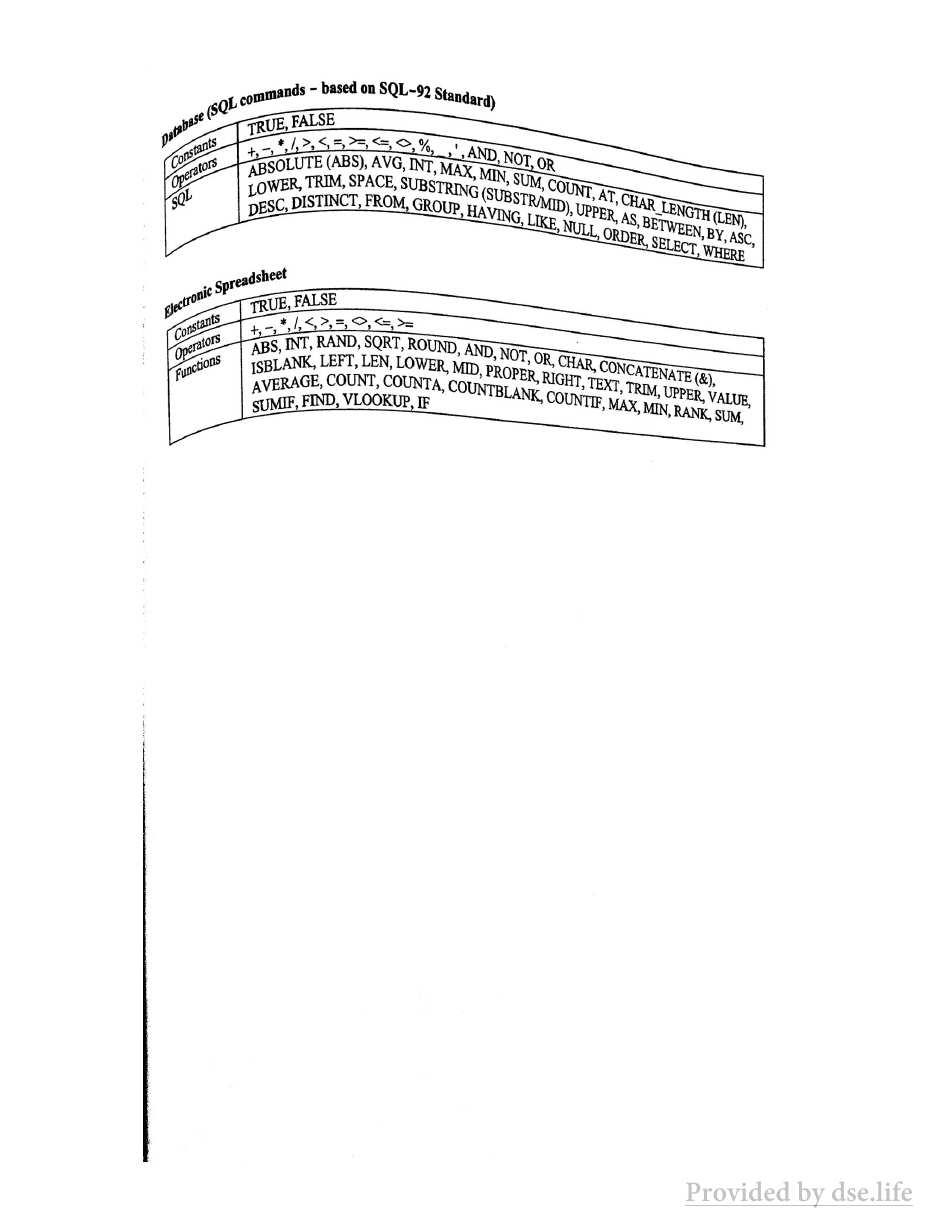 Database (SQL commands – based on SQL-92 Standard)
Constants TRUE, FALSE
Operators +, –, *, /, >, <, =, >=, <=, <>, %, _, ', AND, NOT, OR
SQL ABSOLUTE (ABS), AVG, INT, MAX, MIN, SUM, COUNT, AT, CHAR_LENGTH (LEN),
LOWER, TRIM, SPACE, SUBSTRING (SUBSTR/MID), UPPER, AS, BETWEEN, BY, ASC,
DESC, DISTINCT, FROM, GROUP, HAVING, LIKE, NULL, ORDER, SELECT, WHERE
Electronic Spreadsheet
Constants TRUE, FALSE
Operators +, –, *, /, <, >, =, <>, <=, >=
Functions ABS, INT, RAND, SQRT, ROUND, AND, NOT, OR, CHAR, CONCATENATE (&),
ISBLANK, LEFT, LEN, LOWER, MID, PROPER, RIGHT, TEXT, TRIM, UPPER, VALUE,
AVERAGE, COUNT, COUNTA, COUNTBLANK, COUNTIF, MAX, MIN, RANK, SUM,
SUMIF, FIND, VLOOKUP, IF
Provided by dse.life